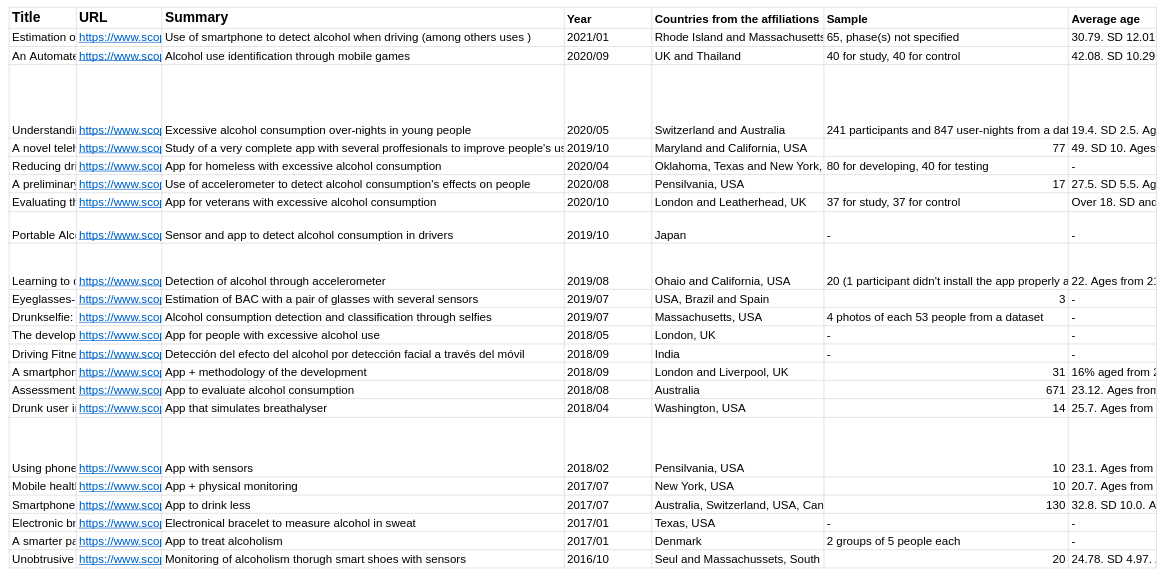 Title URL Summary Year Countries from the affiliations Sample Average age
Estimation o https://www.scop Use of smartphone to detect alcohol when driving (among others uses ) 2021/01 Rhode Island and Massachusetts 65, phase(s) not specified 30.79. SD 12.01
An Automate https://www.scop Alcohol use identification through mobile games 2020/09 UK and Thailand 40 for study, 40 for control 42.08. SD 10.29
Understandi https://www.scop Excessive alcohol consumption over-nights in young people 2020/05 Switzerland and Australia 241 participants and 847 user-nights from a dat 19.4. SD 2.5. Ag
A novel teleh https://www.scop Study of a very complete app with several proffesionals to improve people's us 2019/10 Maryland and California, USA 77 49. SD 10. Ages
Reducing dri https://www.scop App for homeless with excessive alcohol consumption 2020/04 Oklahoma, Texas and New York, 80 for developing, 40 for testing -
A preliminary https://www.scop Use of accelerometer to detect alcohol consumption's effects on people 2020/08 Pensilvania, USA 17 27.5. SD 5.5. Ag
Evaluating th https://www.scop App for veterans with excessive alcohol consumption 2020/10 London and Leatherhead, UK 37 for study, 37 for control Over 18. SD and
Portable Alc https://www.scop Sensor and app to detect alcohol consumption in drivers 2019/10 Japan - -
Learning to https://www.scop Detection of alcohol through accelerometer 2019/08 Ohaio and California, USA 20 (1 participant didn't install the app properly a 22. Ages from 21
Eyeglasses- https://www.scop Estimation of BAC with a pair of glasses with several sensors 2019/07 USA, Brazil and Spain 3 -
Drunkselfie: https://www.scop Alcohol consumption detection and classification through selfies 2019/07 Massachusetts, USA 4 photos of each 53 people from a dataset -
The develop https://www.scop App for people with excessive alcohol use 2018/05 London, UK - -
Driving Fitne https://www.scop Detección del efecto del alcohol por detección facial a través del móvil 2018/09 India - -
A smartphon https://www.scop App + methodology of the development 2018/09 London and Liverpool, UK 31 16% aged from 2
Assessment https://www.scop App to evaluate alcohol consumption 2018/08 Australia 671 23.12. Ages from
Drunk user i https://www.scop App that simulates breathalyser 2018/04 Washington, USA 14 25.7. Ages from
Using phone https://www.scop App with sensors 2018/02 Pensilvania, USA 10 23.1. Ages from
Mobile healt https://www.scop App + physical monitoring 2017/07 New York, USA 10 20.7. Ages from
Smartphone https://www.scop App to drink less 2017/07 Australia, Switzerland, USA, Can 130 32.8. SD 10.0. A
Electronic br https://www.scop Electronical bracelet to measure alcohol in sweat 2017/01 Texas, USA - -
A smarter pa https://www.scop App to treat alcoholism 2017/01 Denmark 2 groups of 5 people each -
Unobtrusive https://www.scop Monitoring of alcoholism thorugh smart shoes with sensors 2016/10 Seul and Massachussets, South 20 24.78. SD 4.97.